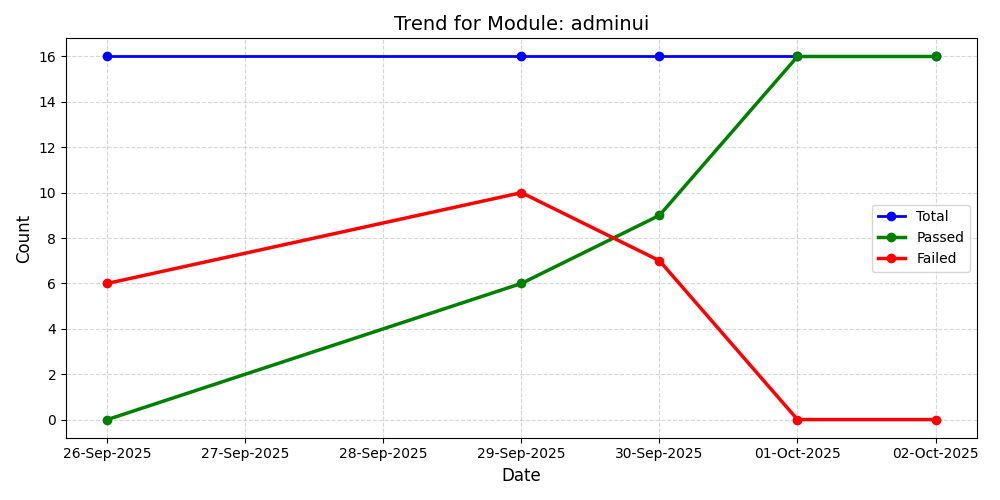 Trend for Module: adminui
16
14
12
10
8
6
4
2
0
Count
Total
Passed
Failed
26-Sep-2025 27-Sep-2025 28-Sep-2025 29-Sep-2025 30-Sep-2025 01-Oct-2025 02-Oct-2025
Date